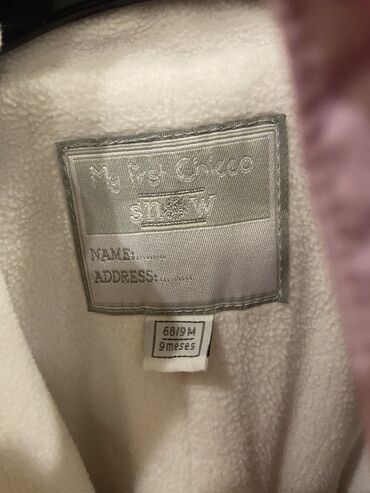 My First Chicco
snow
NAME:.........
ADDRESS:.........
68/9M
9meses